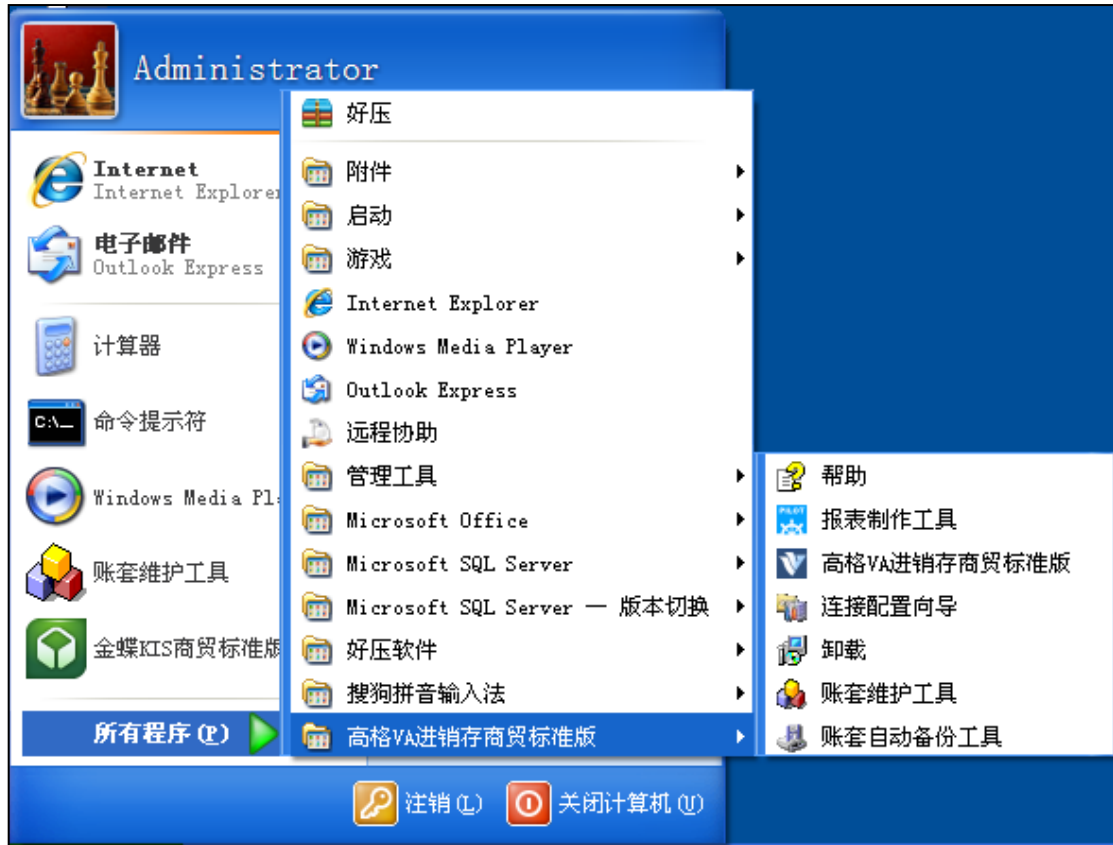 Administrator
Internet
Internet Explorer
电子邮件
Outlook Express
计算器
C:\_
命令提示符
Windows Media Pl
账套维护工具
金蝶KIS商贸标准版
所有程序(P)
好压
附件
启动
游戏
Internet Explorer
Windows Media Player
Outlook Express
远程协助
管理工具
Microsoft Office
Microsoft SQL Server
Microsoft SQL Server — 版本切换
好压软件
搜狗拼音输入法
高格VA进销存商贸标准版
帮助
PILOT
报表制作工具
高格VA进销存商贸标准版
连接配置向导
卸载
账套维护工具
账套自动备份工具
注销(L)
关闭计算机(U)